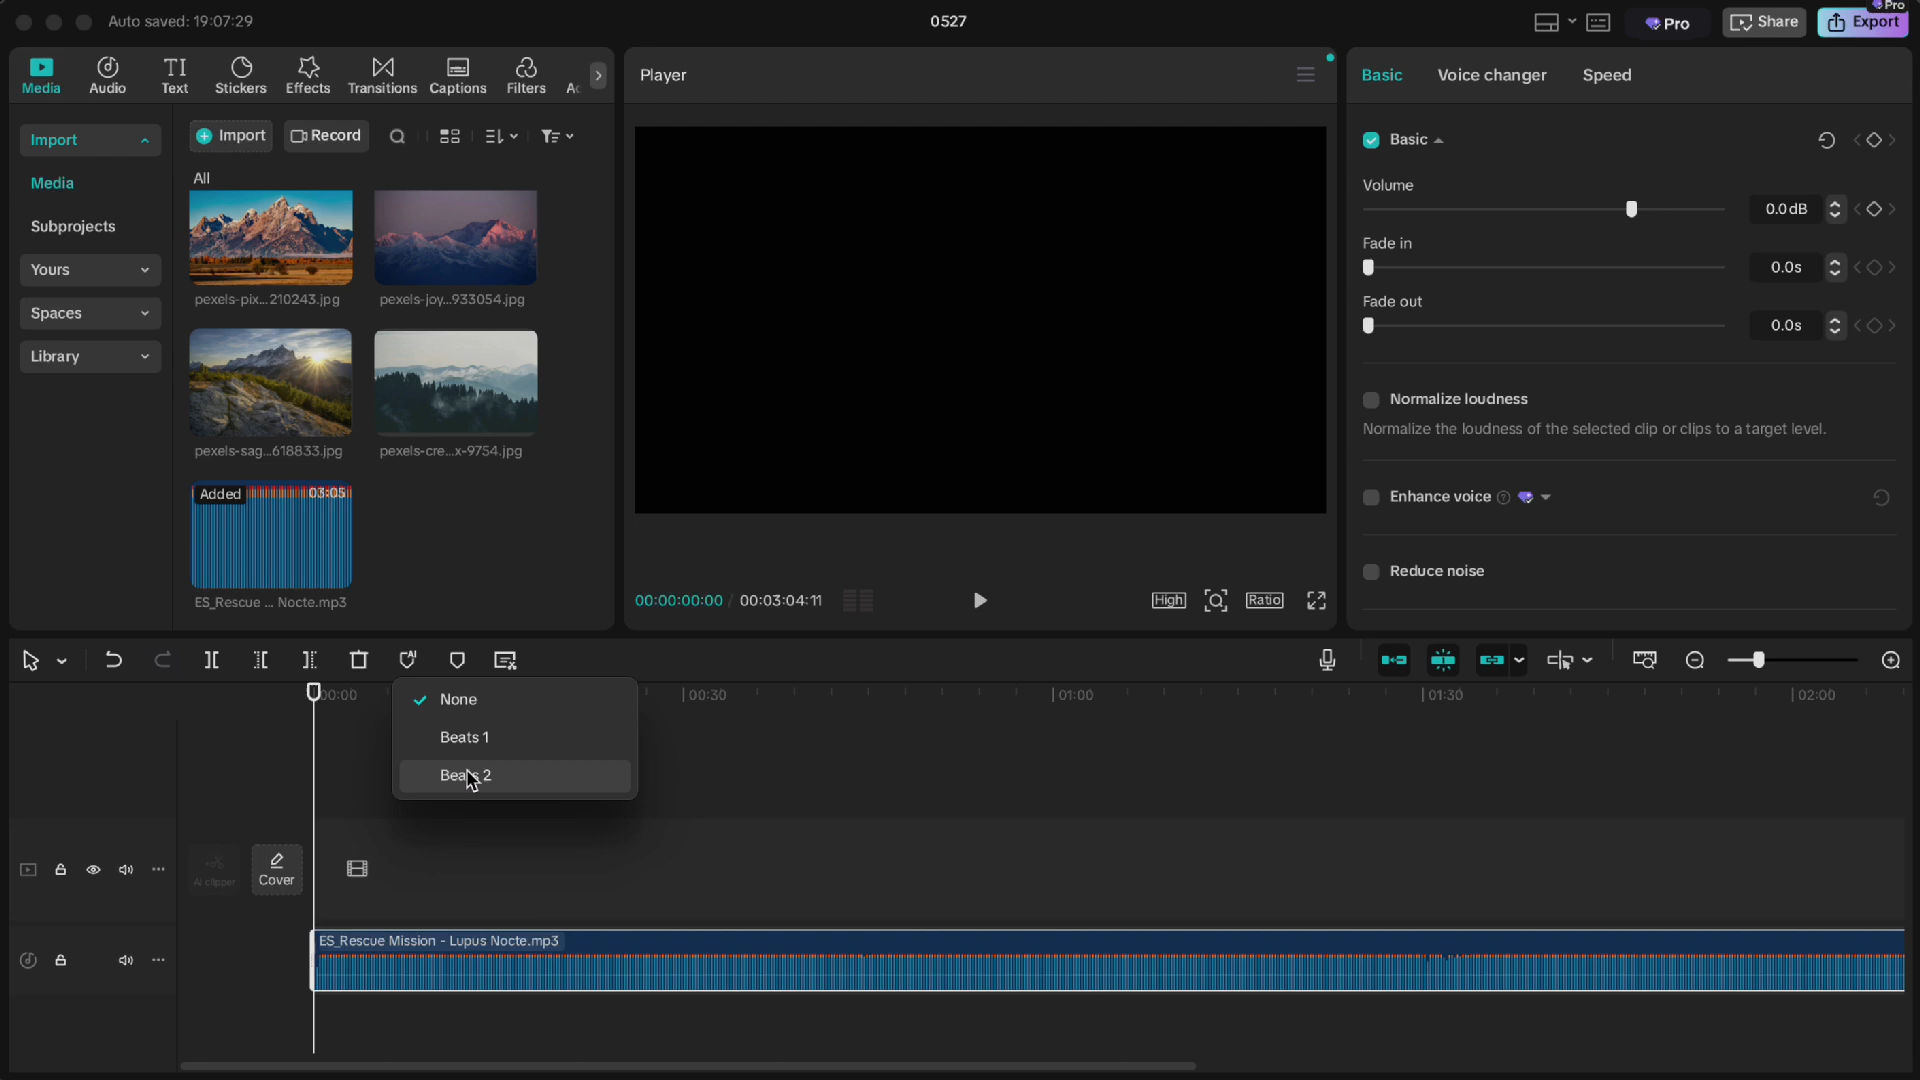 Auto saved: 19:07:29
0527
Pro
Share
Pro
Export
Media
Audio
Text
Stickers
Effects
Transitions
Captions
Filters
Player
Basic
Voice changer
Speed
Import
Media
Subprojects
Yours
Spaces
Library
Import
Record
All
pexels-pix...210243.jpg
pexels-joy...933054.jpg
pexels-sag...618833.jpg
pexels-cre...x-9754.jpg
Added
03:05
ES_Rescue ... Nocte.mp3
00:00:00:00 / 00:03:04:11
High
Ratio
Basic
Volume
0.0dB
Fade in
0.0s
Fade out
0.0s
Normalize loudness
Normalize the loudness of the selected clip or clips to a target level.
Enhance voice
Reduce noise
00:00
00:30
01:00
01:30
02:00
None
Beats 1
Beats 2
AI clipper
Cover
ES_Rescue Mission - Lupus Nocte.mp3